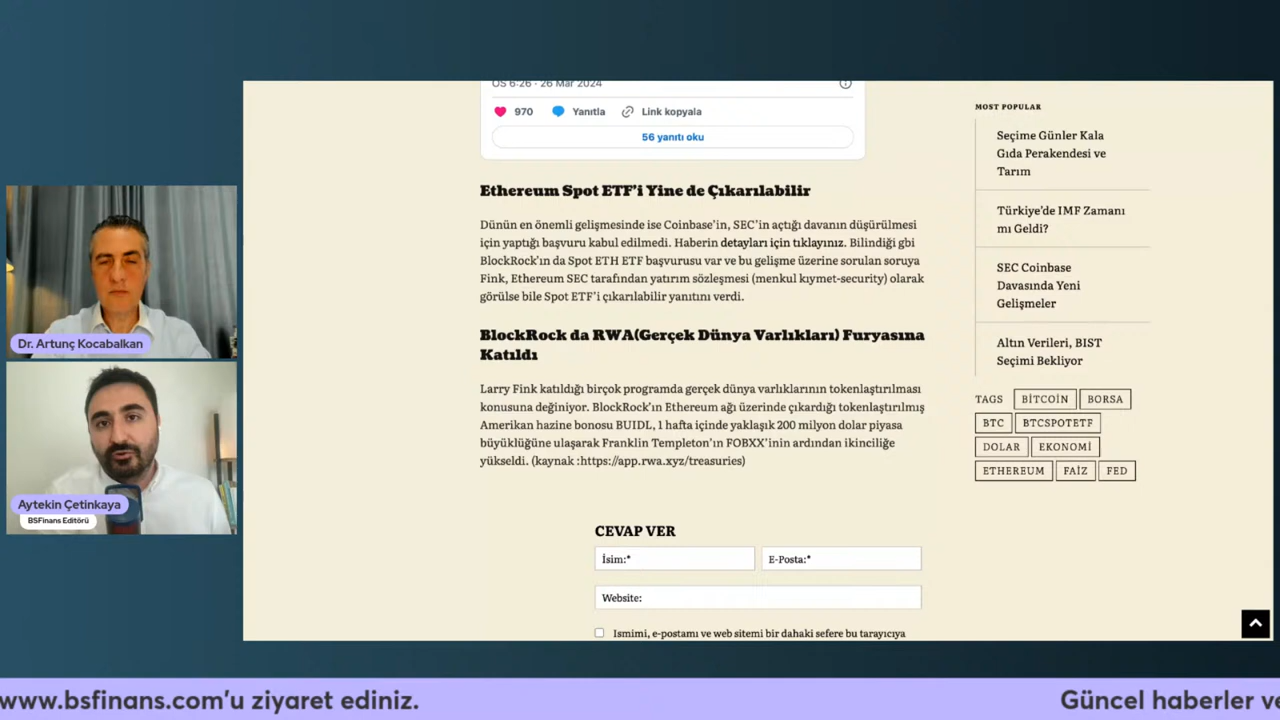 OS 6:26 · 26 Mar 2024
970 Yanıtla Link kopyala
56 yanıtı oku
Ethereum Spot ETF’i Yine de Çıkarılabilir
Dünün en önemli gelişmesinde ise Coinbase’in, SEC’in açtığı davanın düşürülmesi
için yaptığı başvuru kabul edilmedi. Haberin detayları için tıklayınız. Bilindiği gbi
BlockRock’ın da Spot ETH ETF başvurusu var ve bu gelişme üzerine sorulan soruya
Fink, Ethereum SEC tarafından yatırım sözleşmesi (menkul kıymet-security) olarak
görülse bile Spot ETF’i çıkarılabilir yanıtını verdi.
BlockRock da RWA(Gerçek Dünya Varlıkları) Furyasına
Katıldı
Larry Fink katıldığı birçok programda gerçek dünya varlıklarının tokenlaştırılması
konusuna değiniyor. BlockRock’ın Ethereum ağı üzerinde çıkardığı tokenlaştırılmış
Amerikan hazine bonosu BUIDL, 1 hafta içinde yaklaşık 200 milyon dolar piyasa
büyüklüğüne ulaşarak Franklin Templeton’ın FOBXX’inin ardından ikinciliğe
yükseldi. (kaynak :https://app.rwa.xyz/treasuries)
CEVAP VER
İsim:* E-Posta:*
Website:
Ismimi, e-postamı ve web sitemi bir dahaki sefere bu tarayıcıya
MOST POPULAR
Seçime Günler Kala
Gıda Perakendesi ve
Tarım
Türkiye’de IMF Zamanı
mı Geldi?
SEC Coinbase
Davasında Yeni
Gelişmeler
Altın Verileri, BIST
Seçimi Bekliyor
TAGS BİTCOİN BORSA
BTC BTCSPOTETF
DOLAR EKONOMİ
ETHEREUM FAİZ FED
Dr. Artunç Kocabalkan
Aytekin Çetinkaya
BSFinans Editörü
www.bsfinans.com’u ziyaret ediniz. Güncel haberler ve